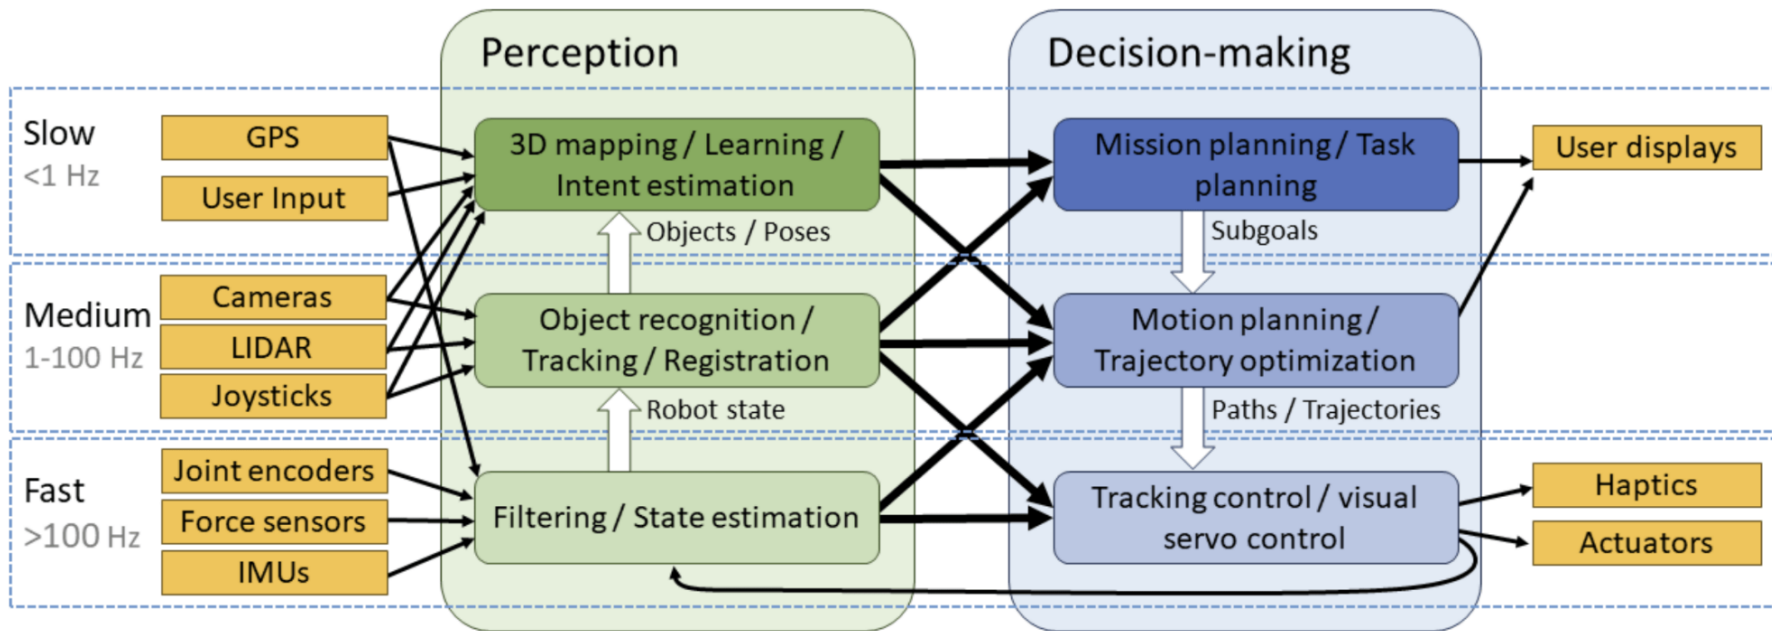 Perception
Decision-making
Slow
<1 Hz
GPS
User Input
3D mapping / Learning /
Intent estimation
Mission planning / Task
planning
User displays
Objects / Poses
Subgoals
Medium
1-100 Hz
Cameras
LIDAR
Joysticks
Object recognition /
Tracking / Registration
Motion planning /
Trajectory optimization
Robot state
Paths / Trajectories
Fast
>100 Hz
Joint encoders
Force sensors
IMUs
Filtering / State estimation
Tracking control / visual
servo control
Haptics
Actuators